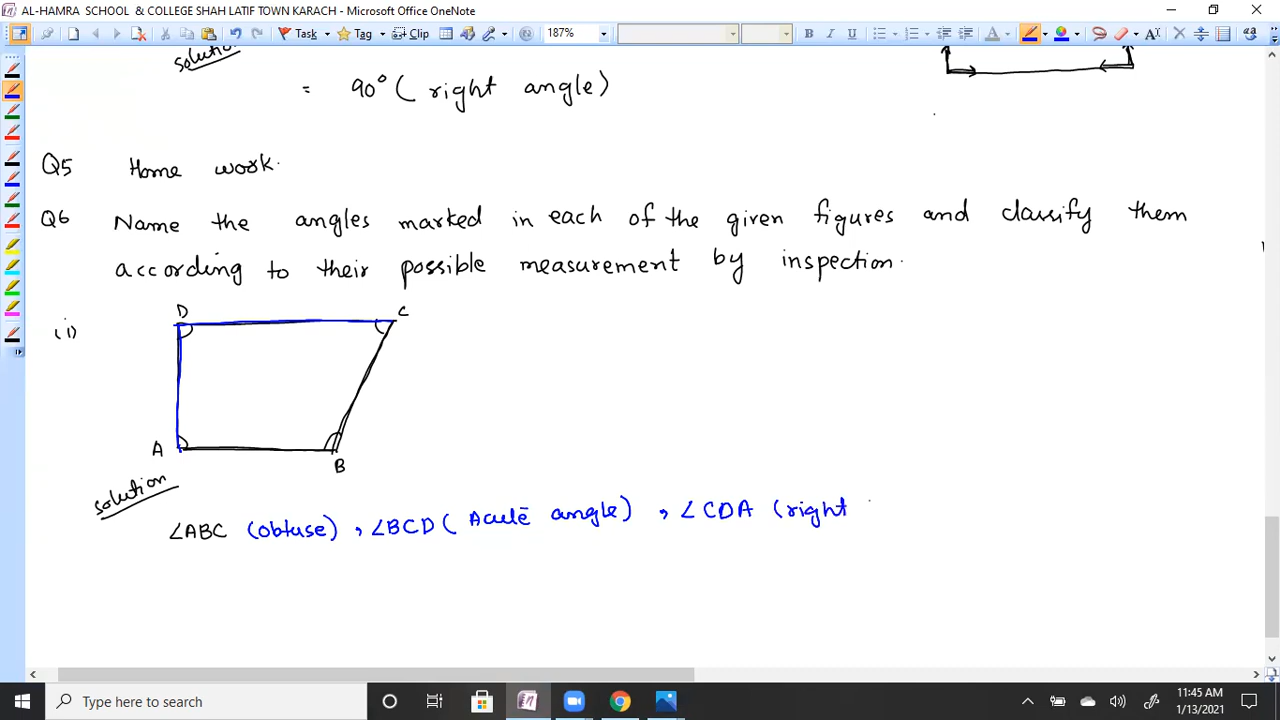 AL-HAMRA SCHOOL & COLLEGE SHAH LATIF TOWN KARACH - Microsoft Office OneNote
Task Tag Clip 187% B I U
solution
= 90° ( right angle)
Q5 Home work.
Q6 Name the angles marked in each of the given figures and classify them
according to their possible measurement by inspection.
(i)
D C
A B
solution
∠ABC (obtuse) , ∠BCD ( Acute angle) , ∠CDA (right
Type here to search
11:45 AM
1/13/2021